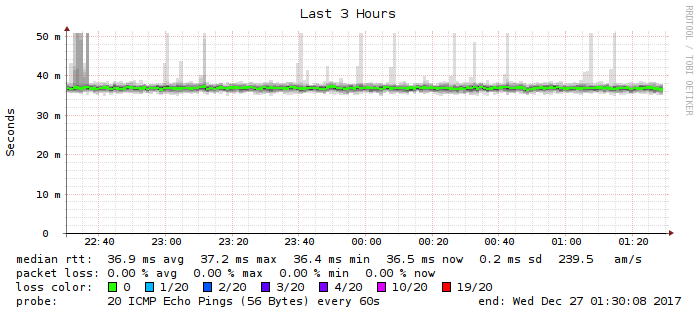 Last 3 Hours
RRDTOOL / TOBI OETIKER
Seconds
50 m
40 m
30 m
20 m
10 m
0
22:40 23:00 23:20 23:40 00:00 00:20 00:40 01:00 01:20
median rtt: 36.9 ms avg 37.2 ms max 36.4 ms min 36.5 ms now 0.2 ms sd 239.5 am/s
packet loss: 0.00 % avg 0.00 % max 0.00 % min 0.00 % now
loss color: 0 1/20 2/20 3/20 4/20 10/20 19/20
probe: 20 ICMP Echo Pings (56 Bytes) every 60s end: Wed Dec 27 01:30:08 2017